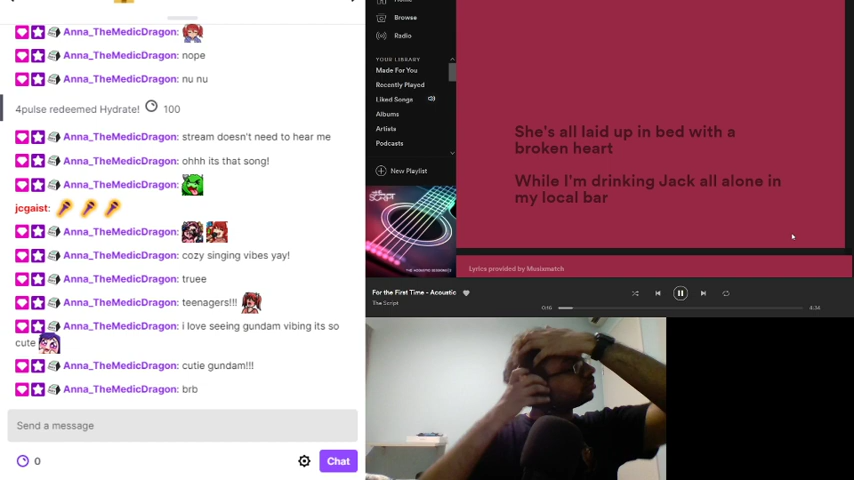 Anna_TheMedicDragon:
Anna_TheMedicDragon: nope
Anna_TheMedicDragon: nu nu
4pulse redeemed Hydrate! 100
Anna_TheMedicDragon: stream doesn't need to hear me
Anna_TheMedicDragon: ohhh its that song!
Anna_TheMedicDragon:
jcgaist:
Anna_TheMedicDragon:
Anna_TheMedicDragon: cozy singing vibes yay!
Anna_TheMedicDragon: truee
Anna_TheMedicDragon: teenagers!!!
Anna_TheMedicDragon: i love seeing gundam vibing its so
cute
Anna_TheMedicDragon: cutie gundam!!!
Anna_TheMedicDragon: brb
Send a message
0
Chat
Browse
Radio
YOUR LIBRARY
Made For You
Recently Played
Liked Songs
Albums
Artists
Podcasts
New Playlist
SCRIPT
She's all laid up in bed with a
broken heart
While I'm drinking Jack all alone in
my local bar
Lyrics provided by Musixmatch
For the First Time - Acoustic
The Script
0:16
4:34